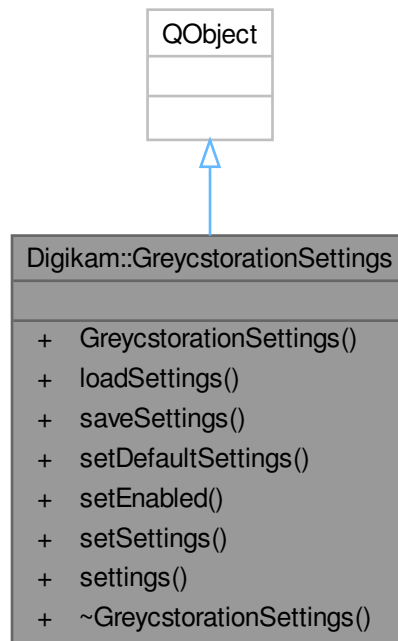 QObject
Digikam::GreycstorationSettings
+ GreycstorationSettings()
+ loadSettings()
+ saveSettings()
+ setDefaultSettings()
+ setEnabled()
+ setSettings()
+ settings()
+ ~GreycstorationSettings()